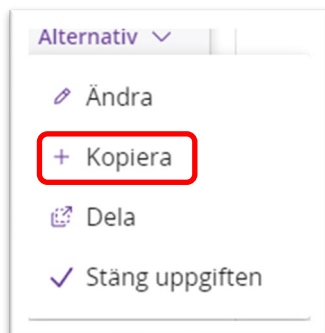 Alternativ
Ändra
Kopiera
Dela
Stäng uppgiften